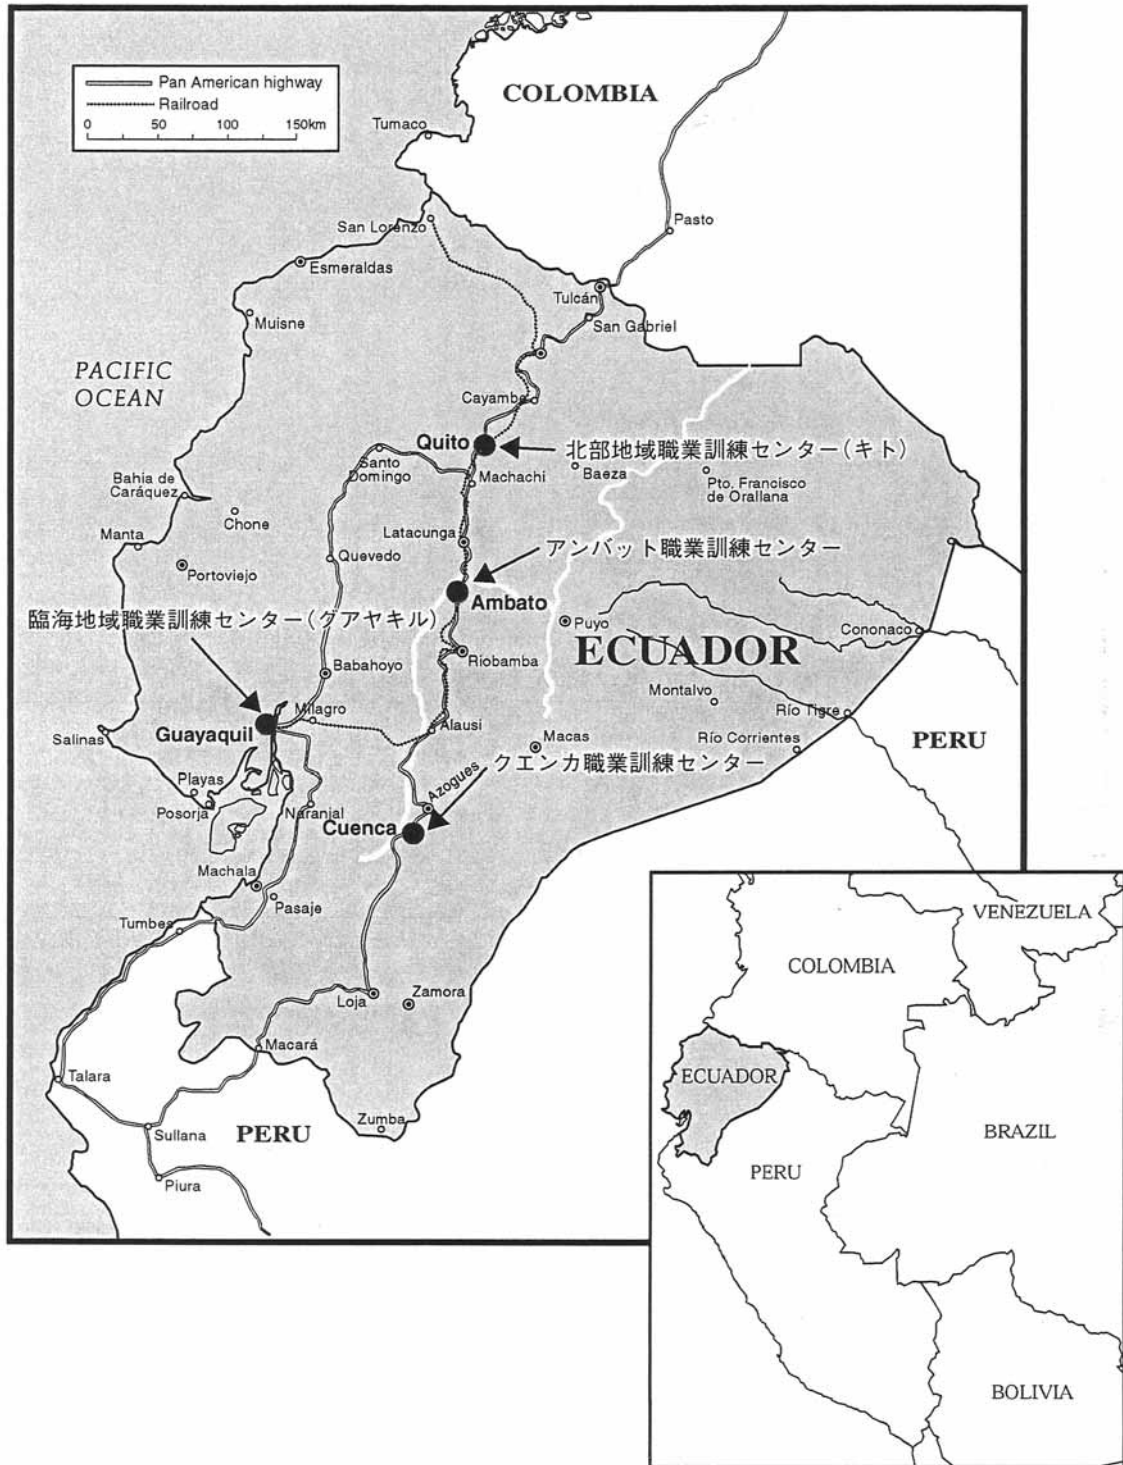 Pan American highway
Railroad
0 50 100 150km
COLOMBIA
Tumaco
Pasto
San Lorenzo
Esmeraldas
Tulcán
San Gabriel
Muisne
PACIFIC
OCEAN
Cayambe
Quito
北部地域職業訓練センター(キト)
Santo
Domingo
Machachi
Baeza
Pto. Francisco
de Orallana
Bahia de
Caráquez
Chone
Manta
Latacunga
アンバット職業訓練センター
Quevedo
Portoviejo
Ambato
臨海地域職業訓練センター(グアヤキル)
Puyo
Cononaco
ECUADOR
Riobamba
Babahoyo
Montalvo
Milagro
Río Tigre
Guayaquil
Alausi
Salinas
Macas
Río Corrientes
PERU
クエンカ職業訓練センター
Playas
Azogues
Posorja
Naranjal
Cuenca
Machala
Pasaje
Tumbes
Loja
Zamora
Macará
Talara
Zumba
Sullana
PERU
Piura
VENEZUELA
COLOMBIA
ECUADOR
BRAZIL
PERU
BOLIVIA